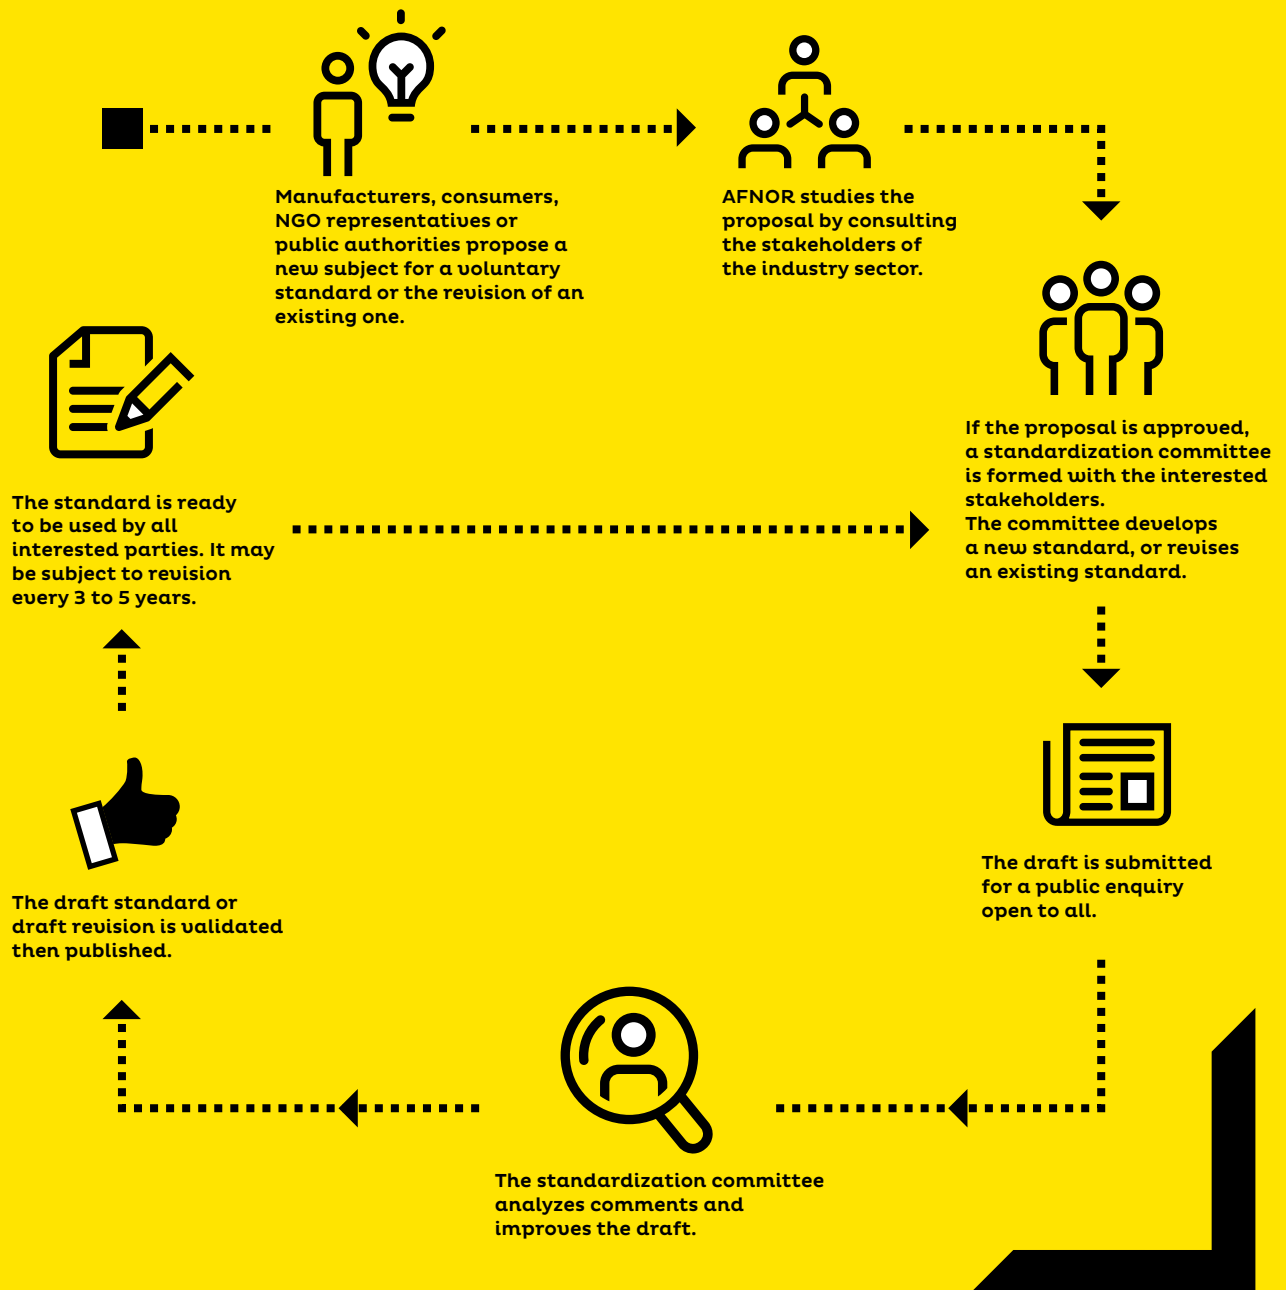 Manufacturers, consumers,
NGO representatives or
public authorities propose a
new subject for a voluntary
standard or the revision of an
existing one.
AFNOR studies the
proposal by consulting
the stakeholders of
the industry sector.
If the proposal is approved,
a standardization committee
is formed with the interested
stakeholders.
The committee develops
a new standard, or revises
an existing standard.
The draft is submitted
for a public enquiry
open to all.
The standardization committee
analyzes comments and
improves the draft.
The draft standard or
draft revision is validated
then published.
The standard is ready
to be used by all
interested parties. It may
be subject to revision
every 3 to 5 years.